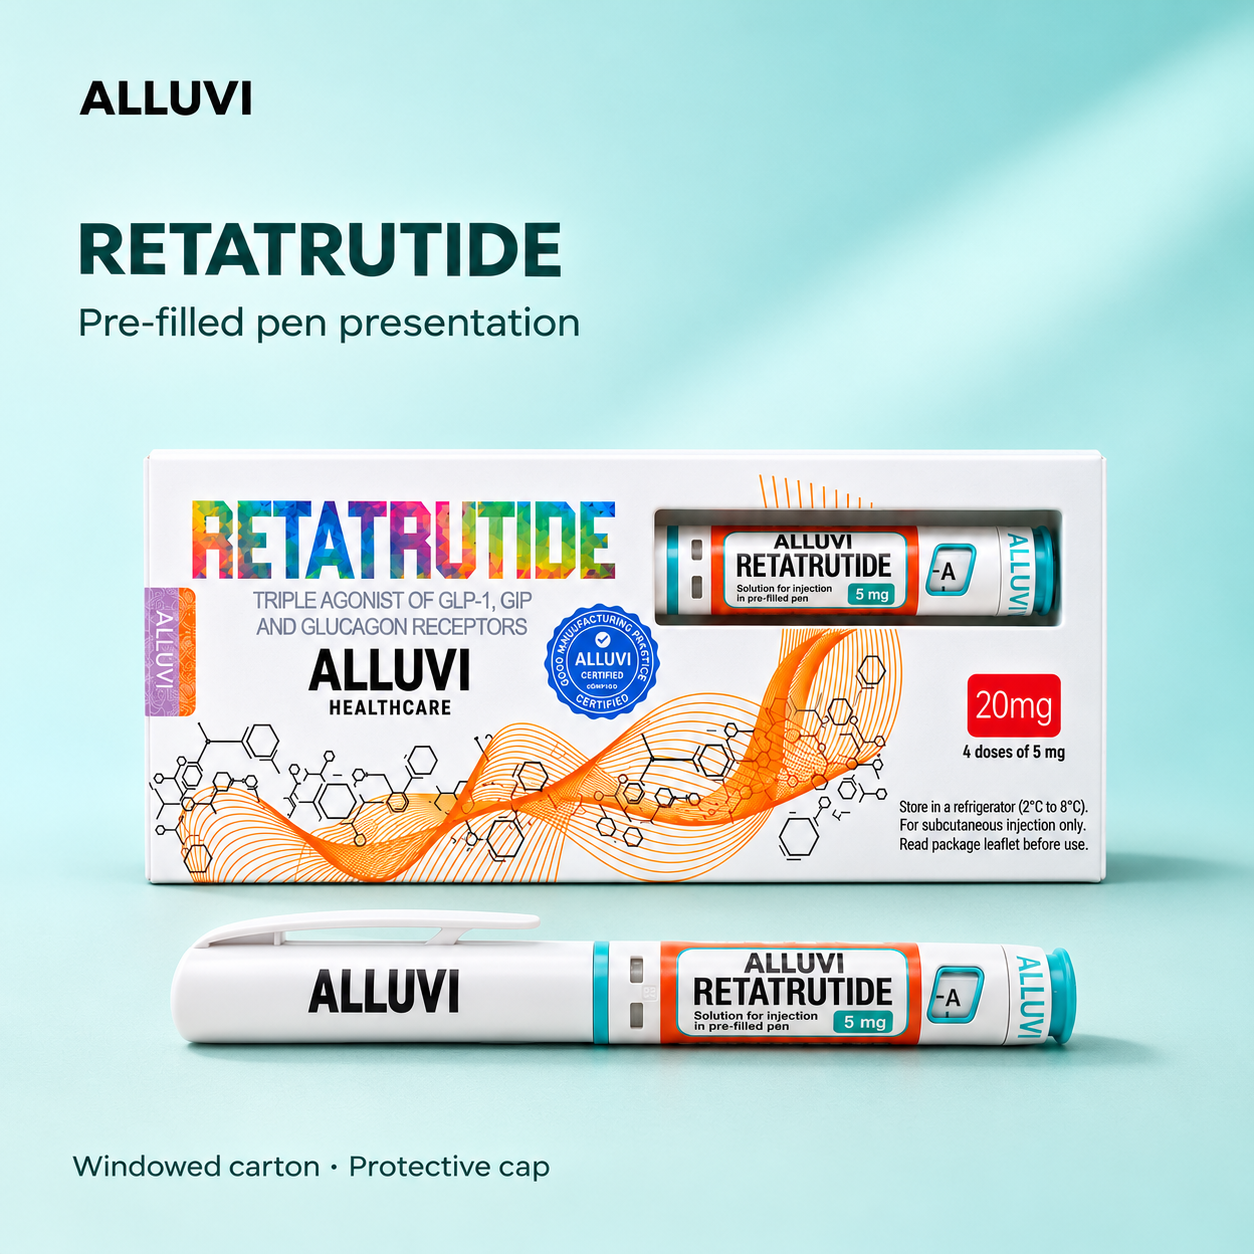 ALLUVI
RETATRUTIDE
Pre-filled pen presentation
RETATRUTIDE
TRIPLE AGONIST OF GLP-1, GIP
AND GLUCAGON RECEPTORS
ALLUVI
HEALTHCARE
ALLUVI
GOOD MANUFACTURING PRACTICE
ALLUVI
CERTIFIED
CERTIFIED
ALLUVI
RETATRUTIDE
Solution for injection
in pre-filled pen
5 mg
-A
ALLUVI
20mg
4 doses of 5 mg
Store in a refrigerator (2°C to 8°C).
For subcutaneous injection only.
Read package leaflet before use.
ALLUVI
ALLUVI
RETATRUTIDE
Solution for injection
in pre-filled pen
5 mg
-A
ALLUVI
Windowed carton • Protective cap